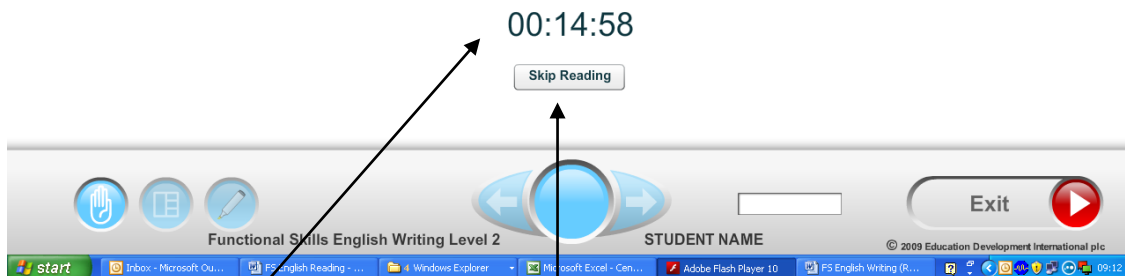 00:14:58
Skip Reading
Exit
Functional Skills English Writing Level 2 STUDENT NAME
© 2009 Education Development International plc
start Inbox - Microsoft Ou... FS English Reading - ... 4 Windows Explorer Microsoft Excel - Cen... Adobe Flash Player 10 FS English Writing (R... 09:12